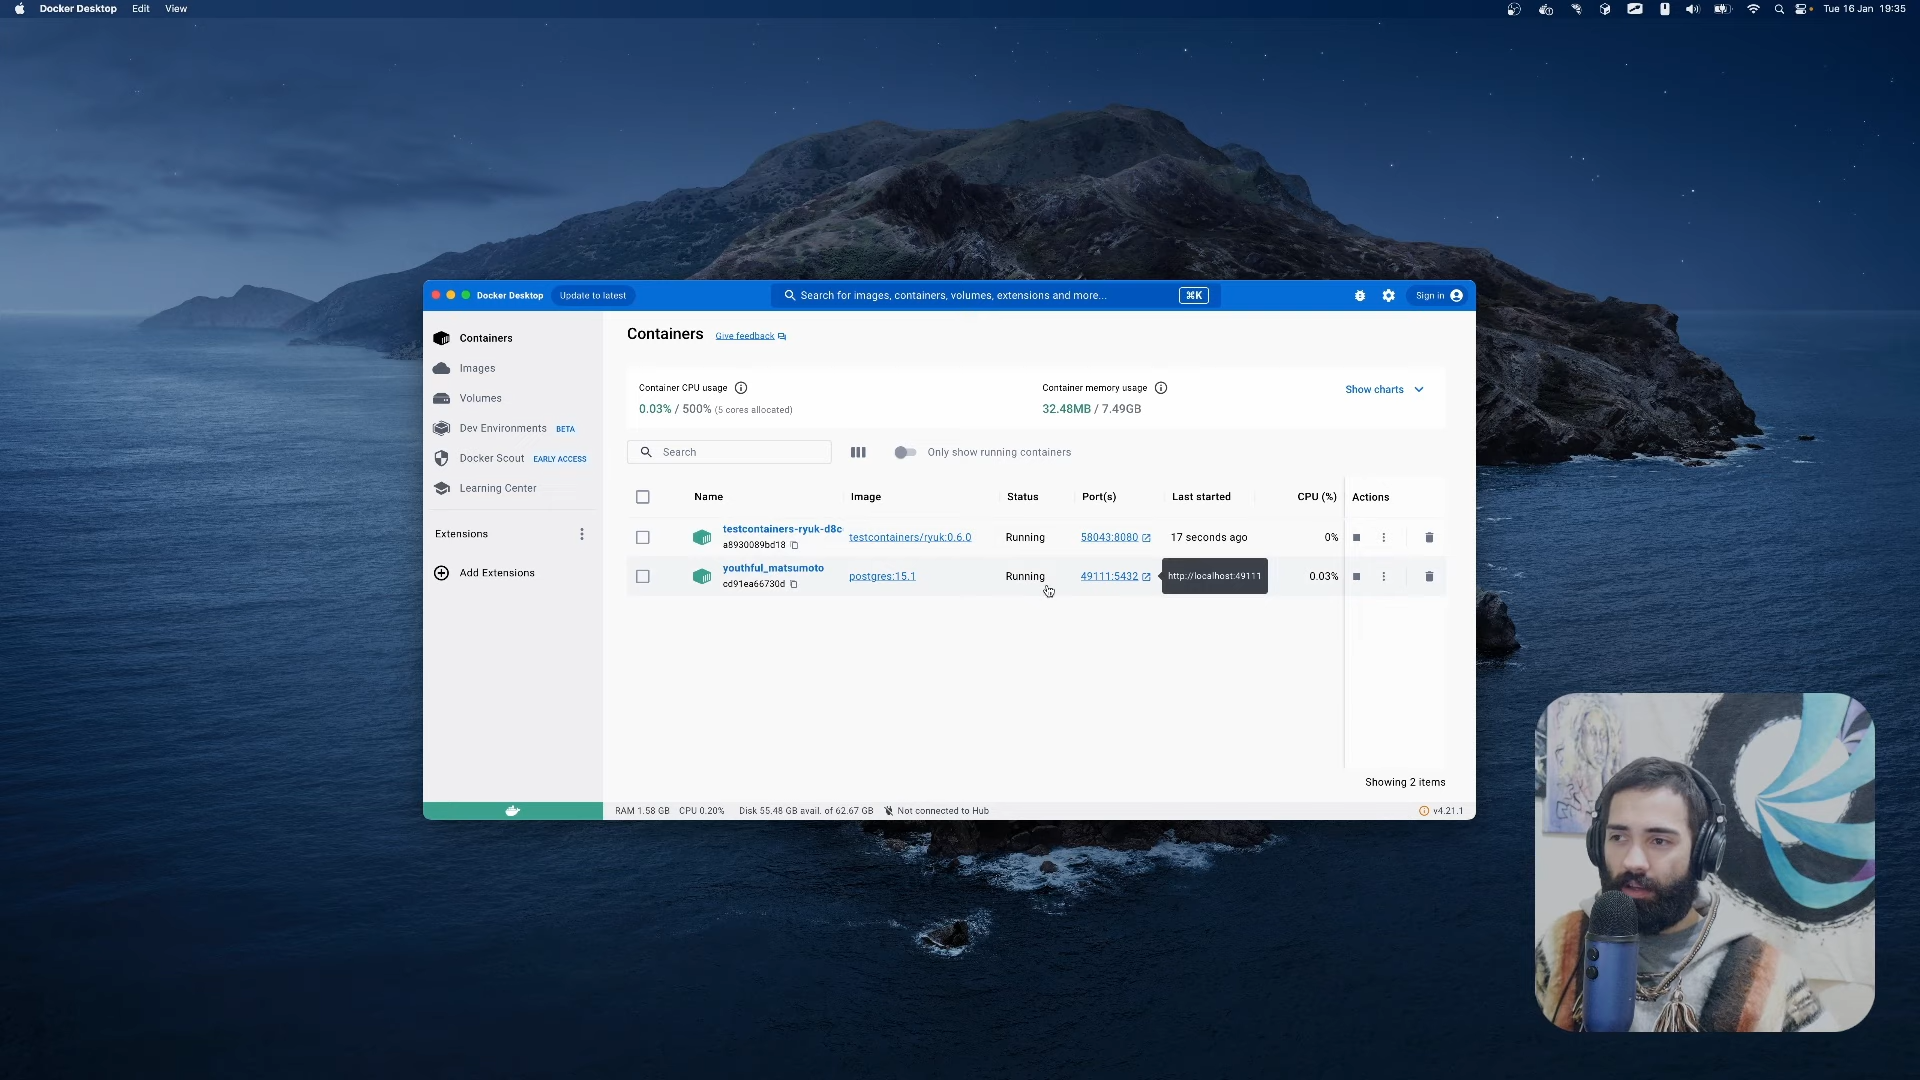 Docker Desktop Edit View Tue 16 Jan 19:35
Docker Desktop Update to latest Search for images, containers, volumes, extensions and more... ⌘K Sign in
Containers
Images
Volumes
Dev Environments BETA
Docker Scout EARLY ACCESS
Learning Center
Extensions
Add Extensions
Containers Give feedback
Container CPU usage
0.03% / 500% (5 cores allocated)
Container memory usage
32.48MB / 7.49GB
Show charts
Search Only show running containers
Name Image Status Port(s) Last started CPU (%) Actions
testcontainers-ryuk-d8c testcontainers/ryuk:0.6.0 Running 58043:8080 17 seconds ago 0%
a8930089bd18
youthful_matsumoto postgres:15.1 Running 49111:5432 http://localhost:49111 0.03%
cd91ea66730d
Showing 2 items
RAM 1.58 GB CPU 0.20% Disk 55.48 GB avail. of 62.67 GB Not connected to Hub v4.21.1